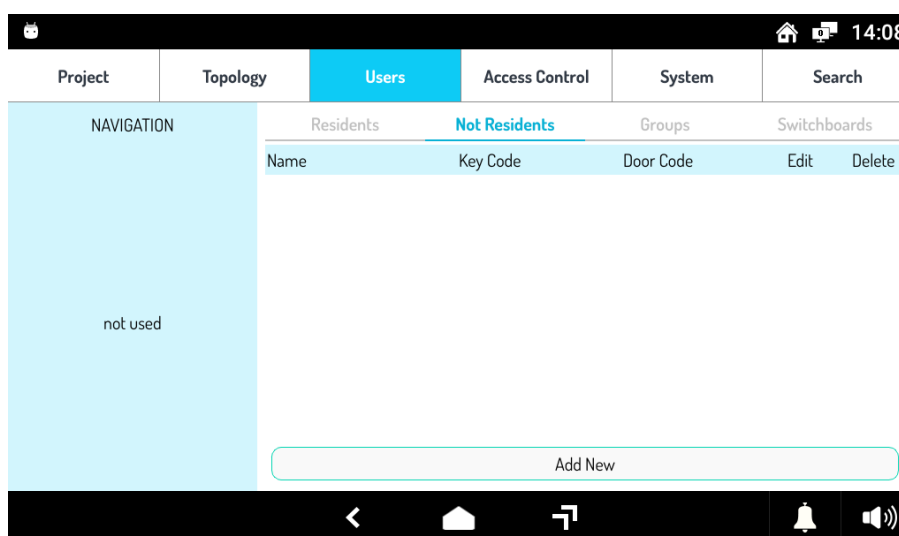 14:08
Project Topology Users Access Control System Search
NAVIGATION
Residents Not Residents Groups Switchboards
Name Key Code Door Code Edit Delete
not used
Add New